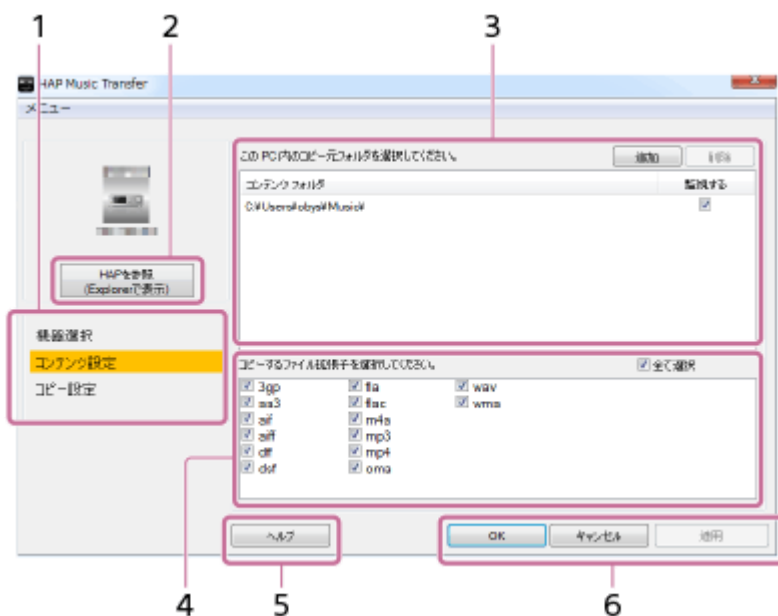 1
2
3
HAP Music Transfer
メニュー
この PC 内のコピー元フォルダを選択してください。
追加
削除
コンテンツ フォルダ
監視する
C:¥Users¥obya¥Music¥
HAPを参照
(Explorerで表示)
機器選択
コンテンツ設定
コピー設定
コピーするファイル拡張子を選択してください。
全て選択
3gp
fla
wav
aa3
flac
wma
aif
m4a
aiff
mp3
dff
mp4
dsf
oma
ヘルプ
OK
キャンセル
適用
4
5
6